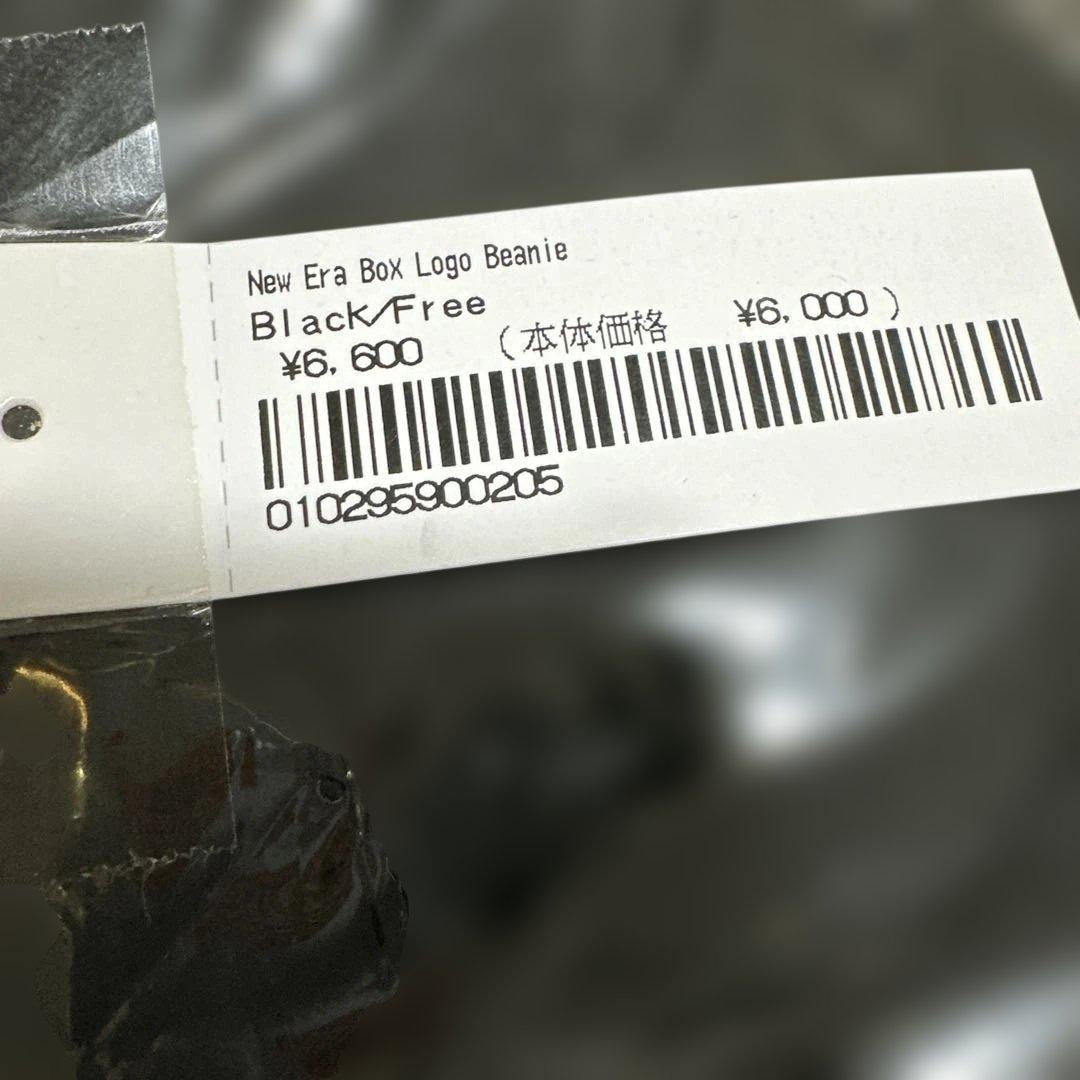 New Era Box Logo Beanie
Black/Free
¥6,600 (本体価格 ¥6,000)
010295900205